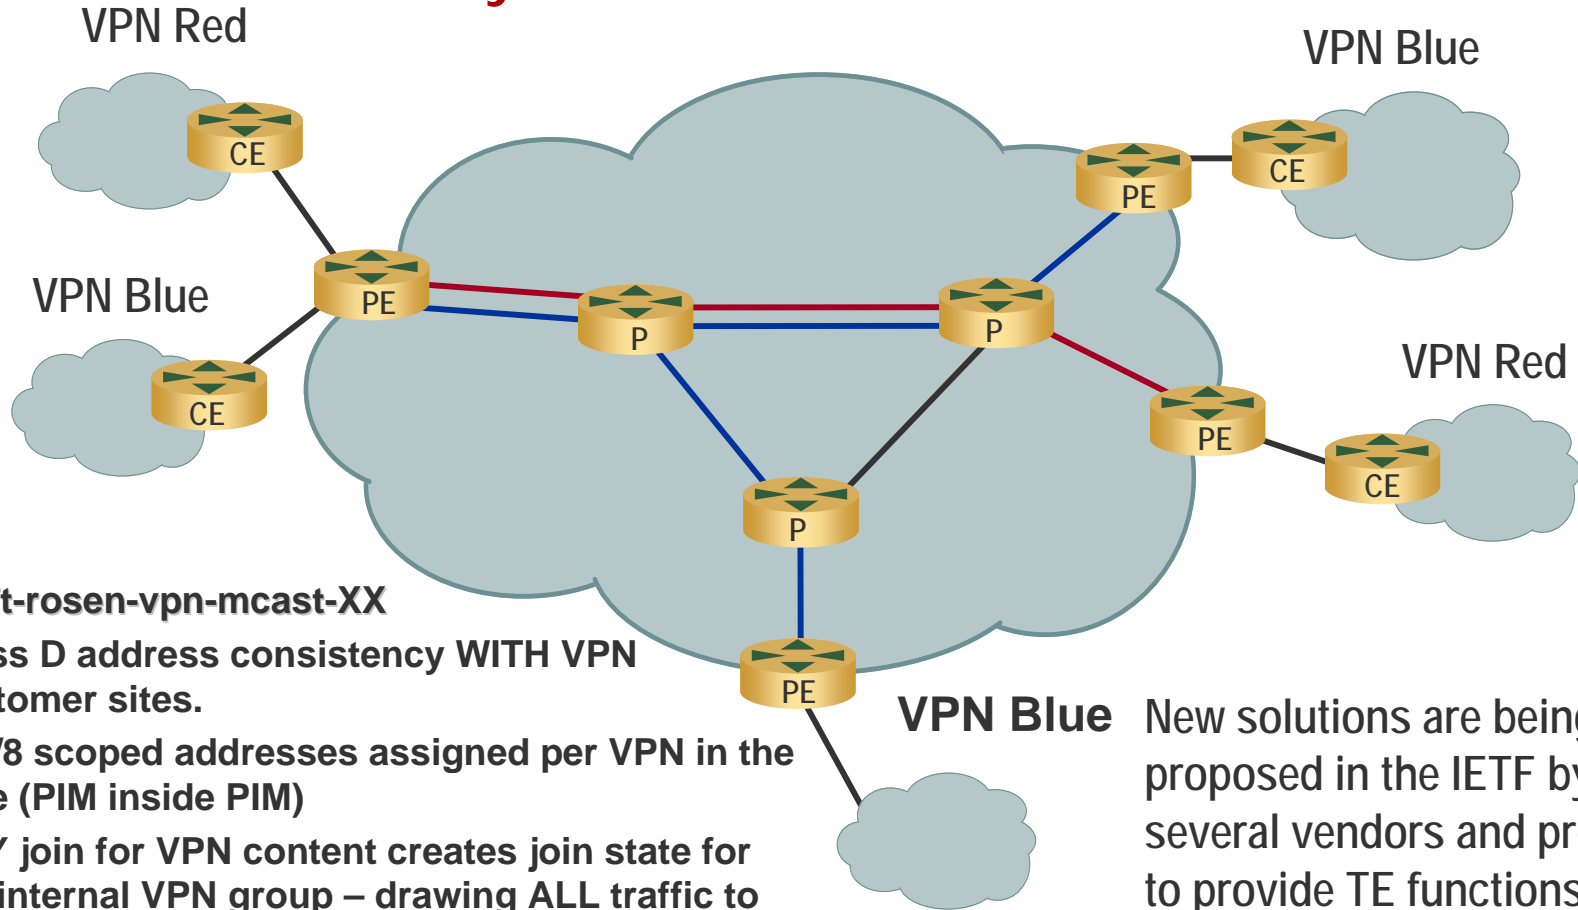 VPN Red
VPN Blue
CE
CE
PE
VPN Blue
PE
P
P
VPN Red
CE
PE
CE
P
t-rosen-vpn-mcast-XX
ss D address consistency WITH VPN
tomer sites.
/8 scoped addresses assigned per VPN in the
e (PIM inside PIM)
Y join for VPN content creates join state for
internal VPN group – drawing ALL traffic to
PE
VPN Blue
New solutions are being
proposed in the IETF by
several vendors and pr
to provide TE functions